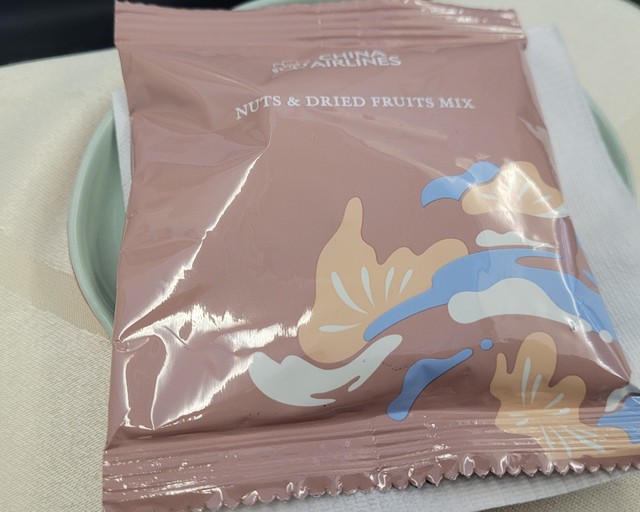 CHINA
AIRLINES
NUTS & DRIED FRUITS MIX